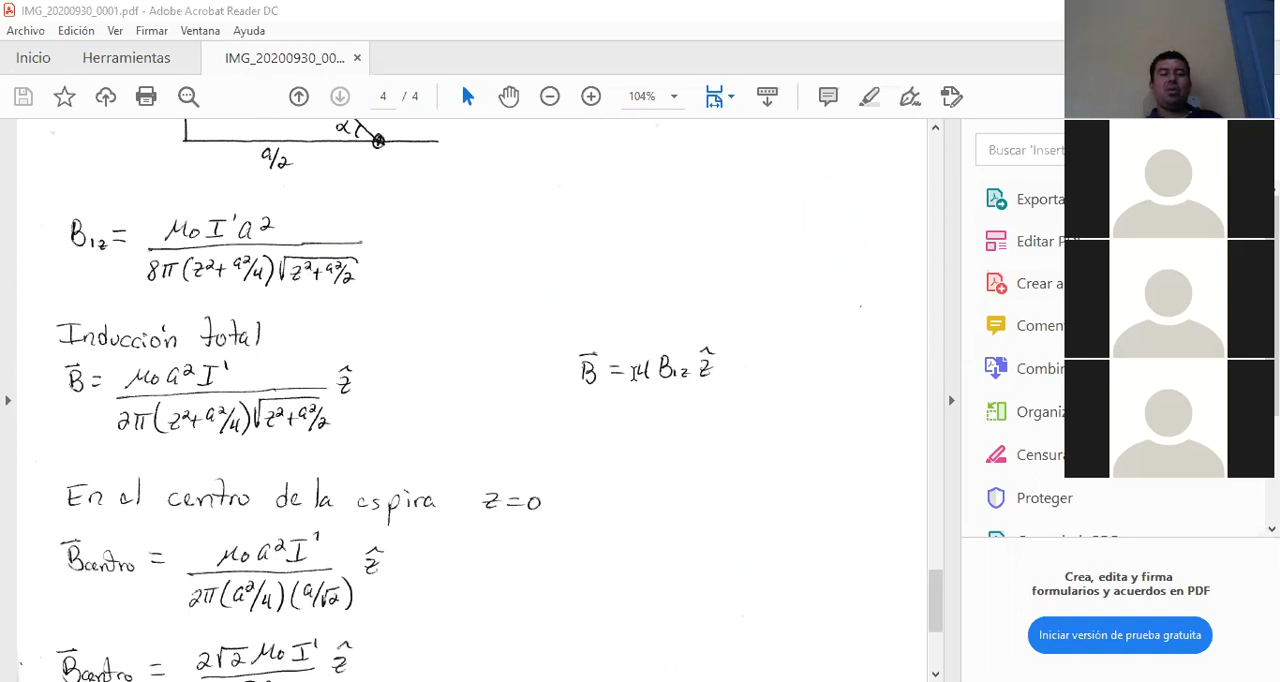 IMG_20200930_0001.pdf - Adobe Acrobat Reader DC
Archivo Edición Ver Firmar Ventana Ayuda
Inicio Herramientas IMG_20200930_00... ×
4 / 4 104%
α
a/2
B₁z = μ₀ I' a² / 8π (z² + a²/4) √(z² + a²/2)
Inducción total
B⃗ = μ₀ a² I' / 2π (z² + a²/4) √(z² + a²/2) ẑ
B⃗ = 4 B₁z ẑ
En el centro de la espira z = 0
B⃗centro = μ₀ a² I' / 2π (a²/4) (a/√2) ẑ
B⃗centro = 2√2 μ₀ I' ẑ
Buscar 'Insert
Exporta
Editar P
Crear a
Comen
Combin
Organiz
Censura
Proteger
Crea, edita y firma
formularios y acuerdos en PDF
Iniciar versión de prueba gratuita